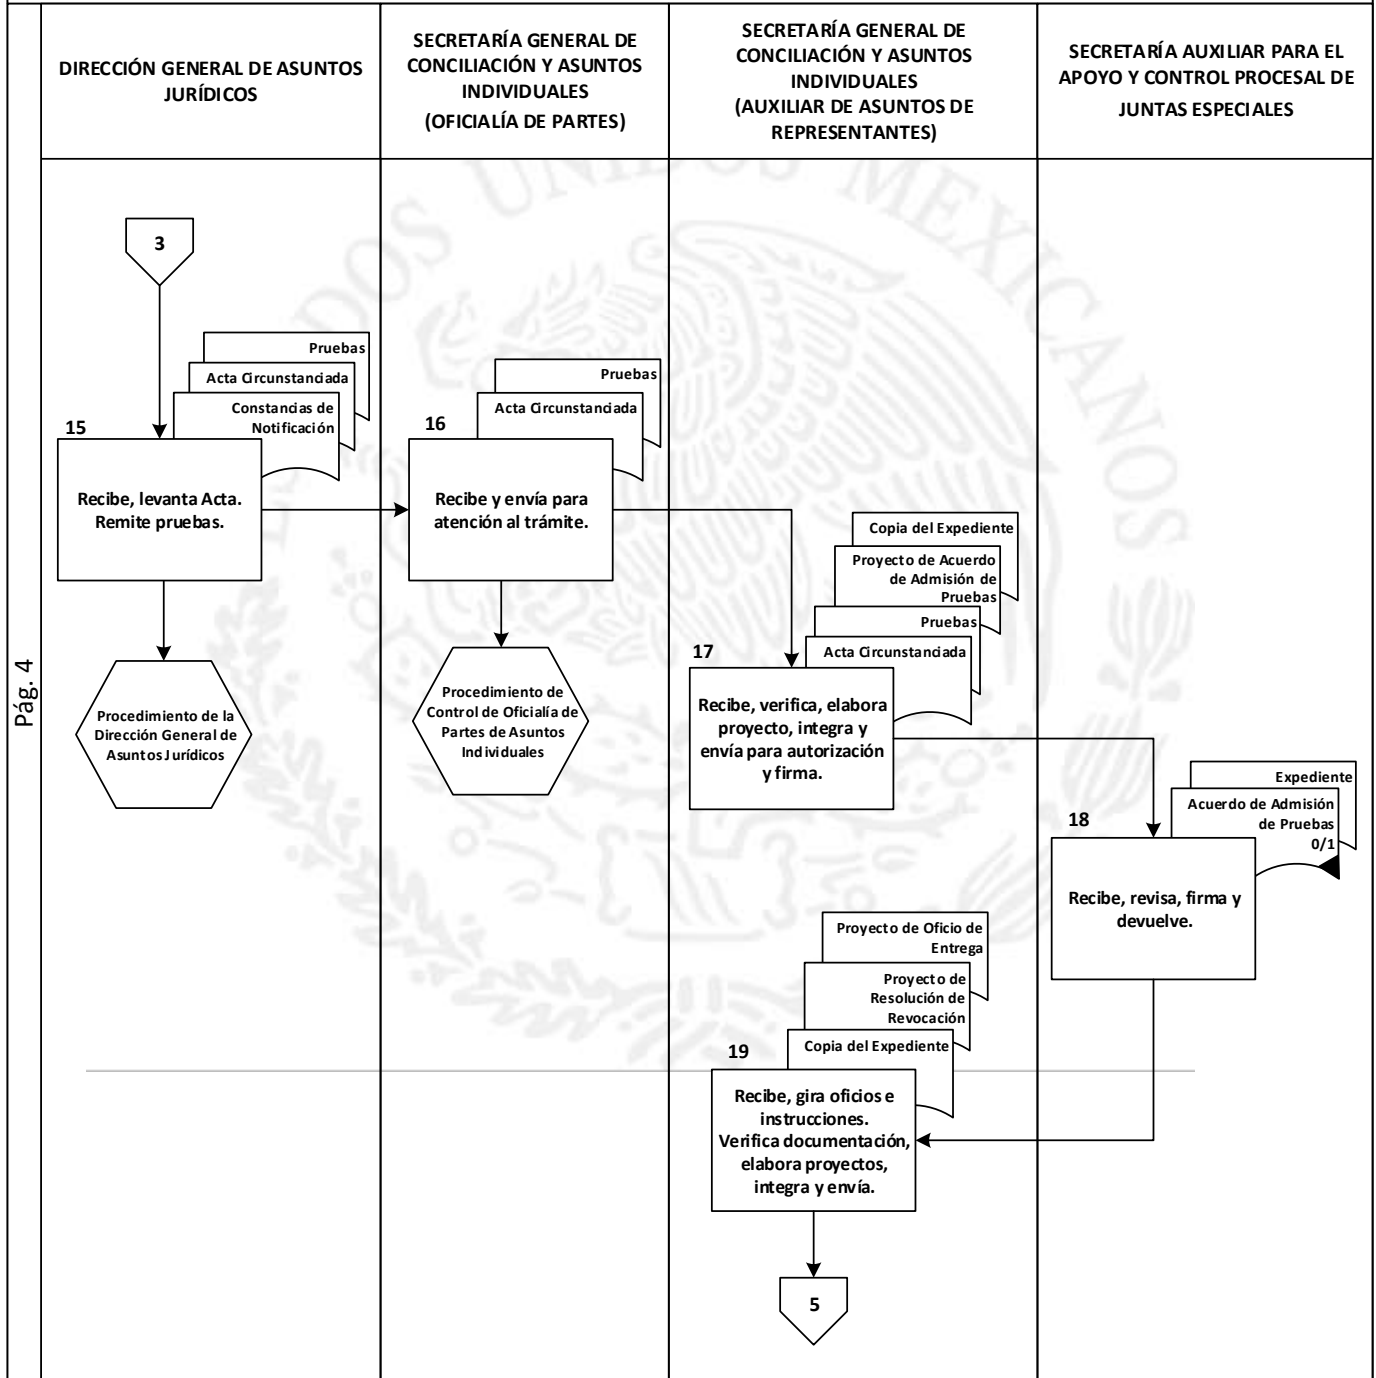 DIRECCIÓN GENERAL DE ASUNTOS
JURÍDICOS
SECRETARÍA GENERAL DE
CONCILIACIÓN Y ASUNTOS
INDIVIDUALES
(OFICIALÍA DE PARTES)
SECRETARÍA GENERAL DE
CONCILIACIÓN Y ASUNTOS
INDIVIDUALES
(AUXILIAR DE ASUNTOS DE
REPRESENTANTES)
SECRETARÍA AUXILIAR PARA EL
APOYO Y CONTROL PROCESAL DE
JUNTAS ESPECIALES
Pág. 4
3
Pruebas
Acta Circunstanciada
Constancias de
Notificación
15
Recibe, levanta Acta.
Remite pruebas.
Procedimiento de la
Dirección General de
Asuntos Jurídicos
Pruebas
Acta Circunstanciada
16
Recibe y envía para
atención al trámite.
Procedimiento de
Control de Oficialía de
Partes de Asuntos
Individuales
Copia del Expediente
Proyecto de Acuerdo
de Admisión de
Pruebas
Pruebas
Acta Circunstanciada
17
Recibe, verifica, elabora
proyecto, integra y
envía para autorización
y firma.
Expediente
Acuerdo de Admisión
de Pruebas
0/1
18
Recibe, revisa, firma y
devuelve.
Proyecto de Oficio de
Entrega
Proyecto de
Resolución de
Revocación
Copia del Expediente
19
Recibe, gira oficios e
instrucciones.
Verifica documentación,
elabora proyectos,
integra y envía.
5
DOS UNIDOS MEXICANOS